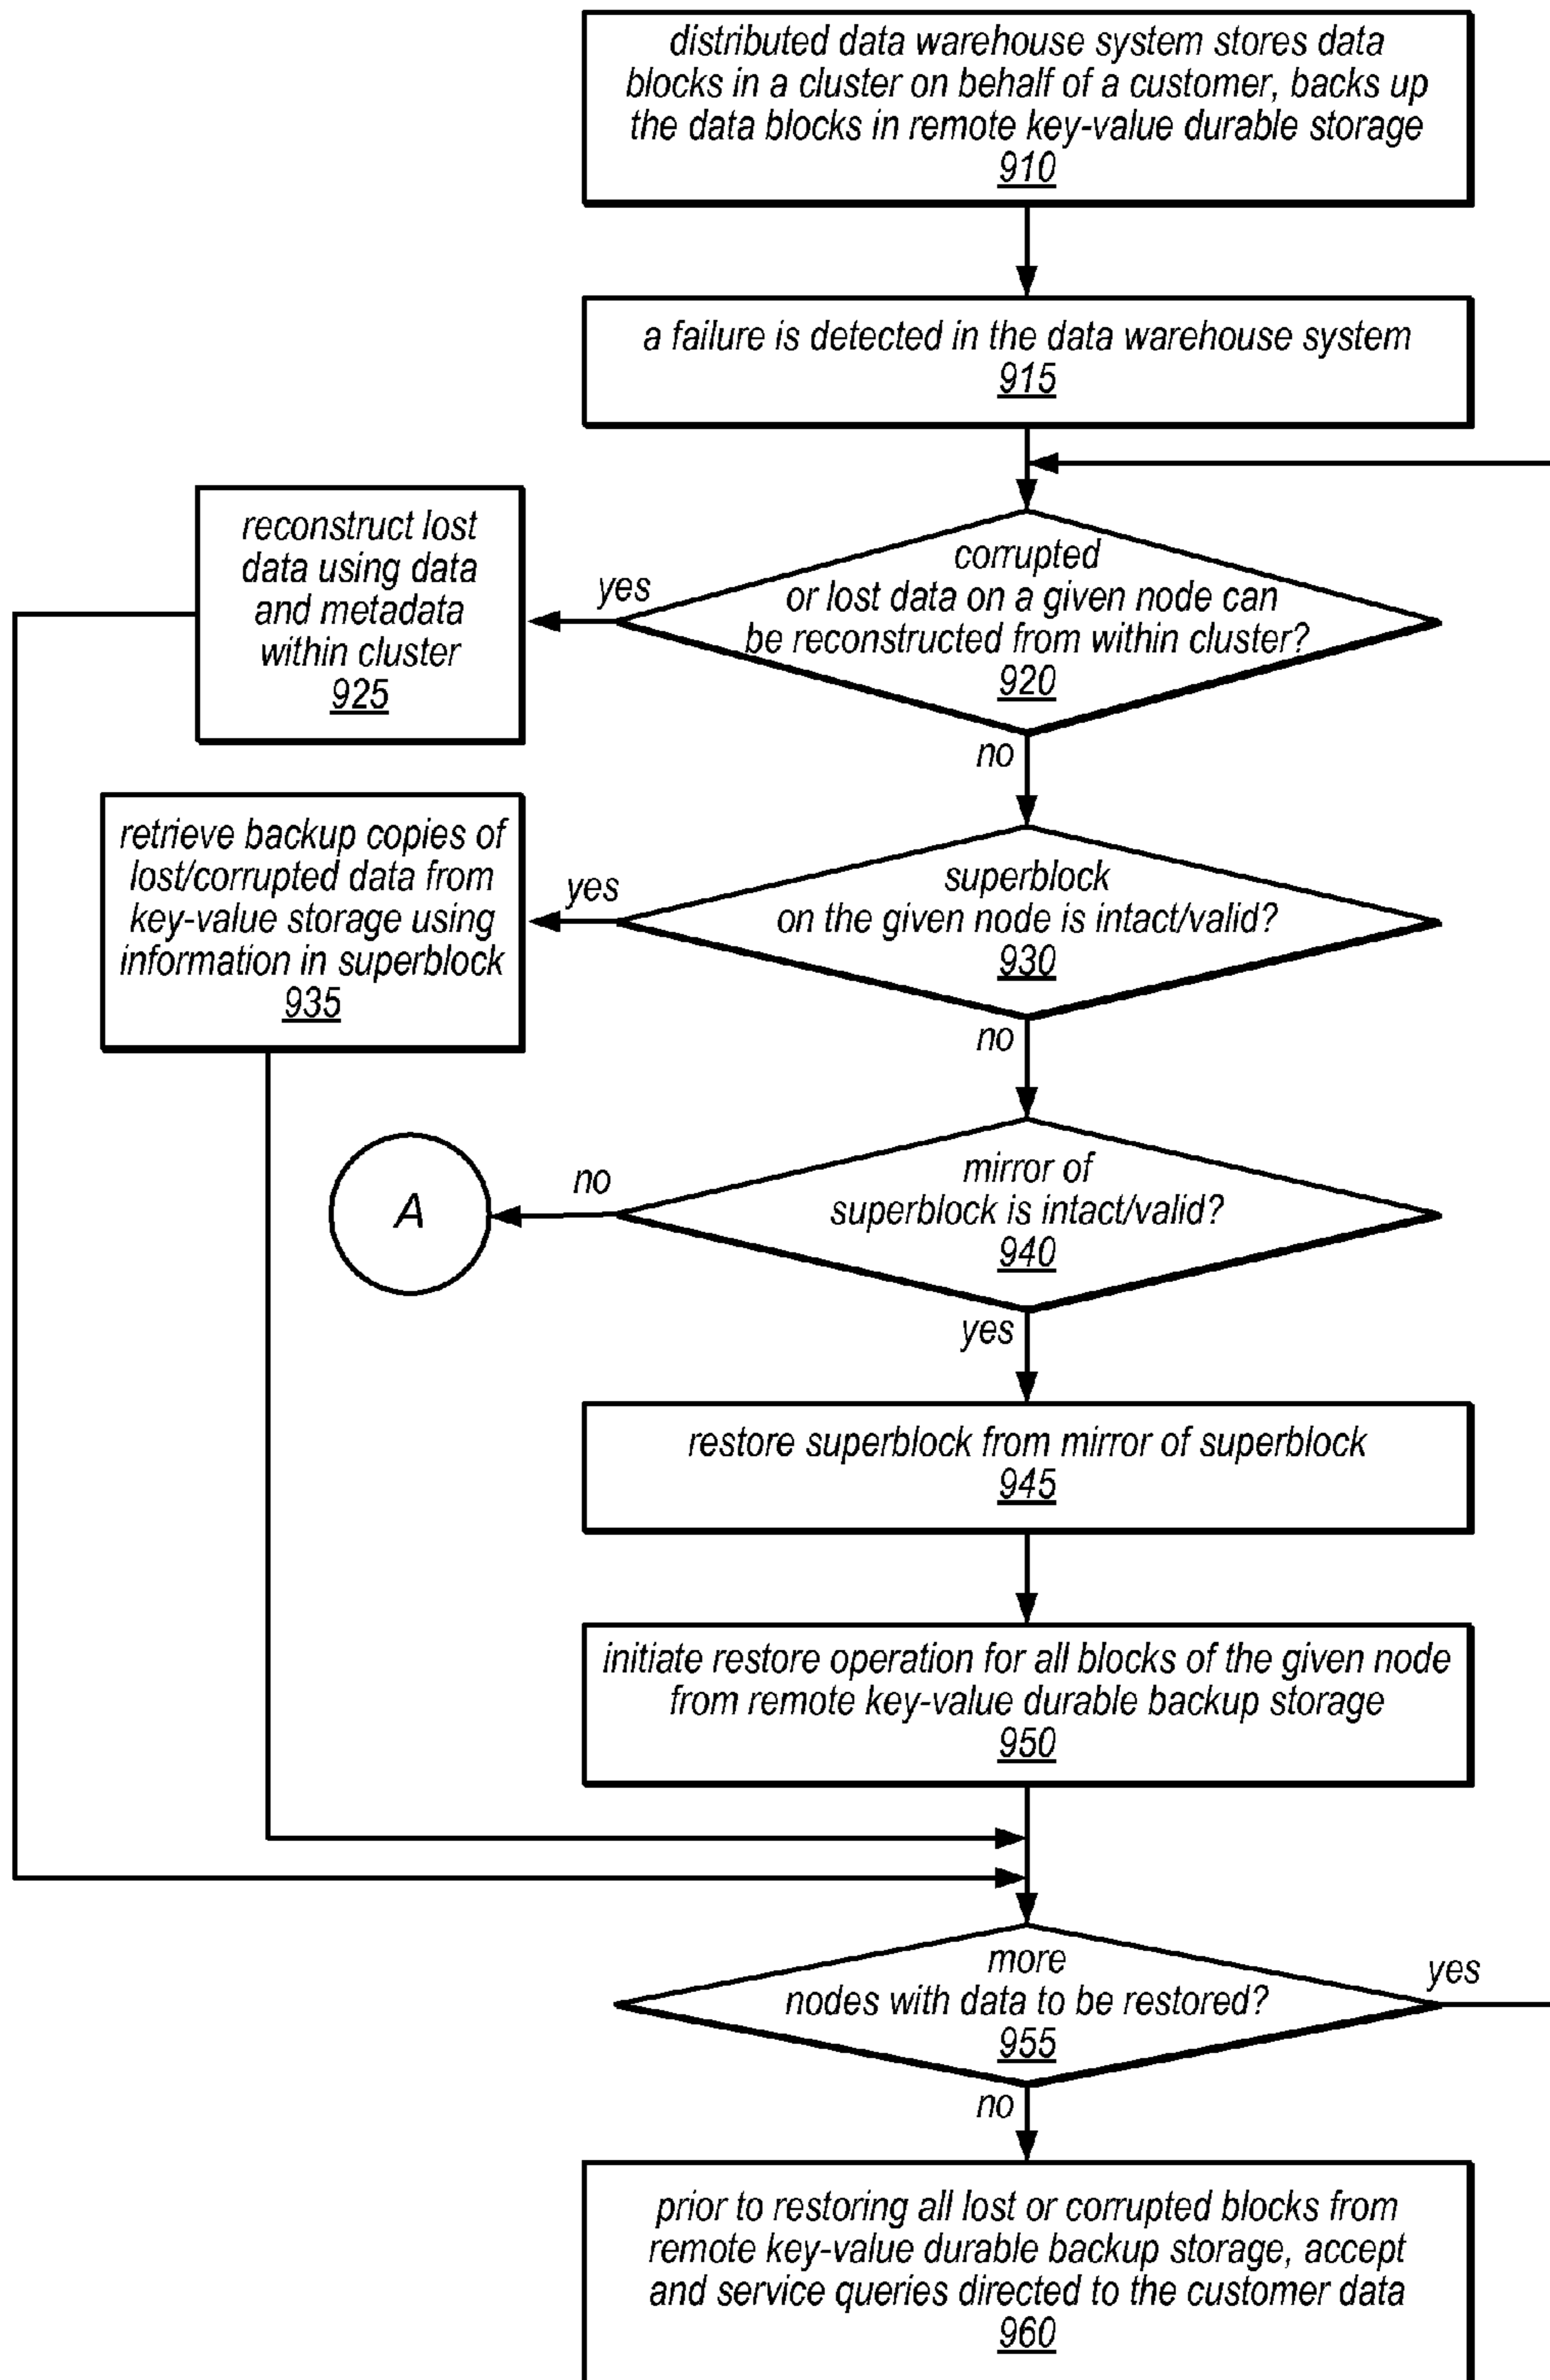 distributed data warehouse system stores data
blocks in a cluster on behalf of a customer, backs up
the data blocks in remote key-value durable storage
910
a failure is detected in the data warehouse system
915
corrupted
or lost data on a given node can
be reconstructed from within cluster?
920
yes
reconstruct lost
data using data
and metadata
within cluster
925
no
superblock
on the given node is intact/valid?
930
yes
retrieve backup copies of
lost/corrupted data from
key-value storage using
information in superblock
935
no
mirror of
superblock is intact/valid?
940
no
A
yes
restore superblock from mirror of superblock
945
initiate restore operation for all blocks of the given node
from remote key-value durable backup storage
950
more
nodes with data to be restored?
955
yes
no
prior to restoring all lost or corrupted blocks from
remote key-value durable backup storage, accept
and service queries directed to the customer data
960